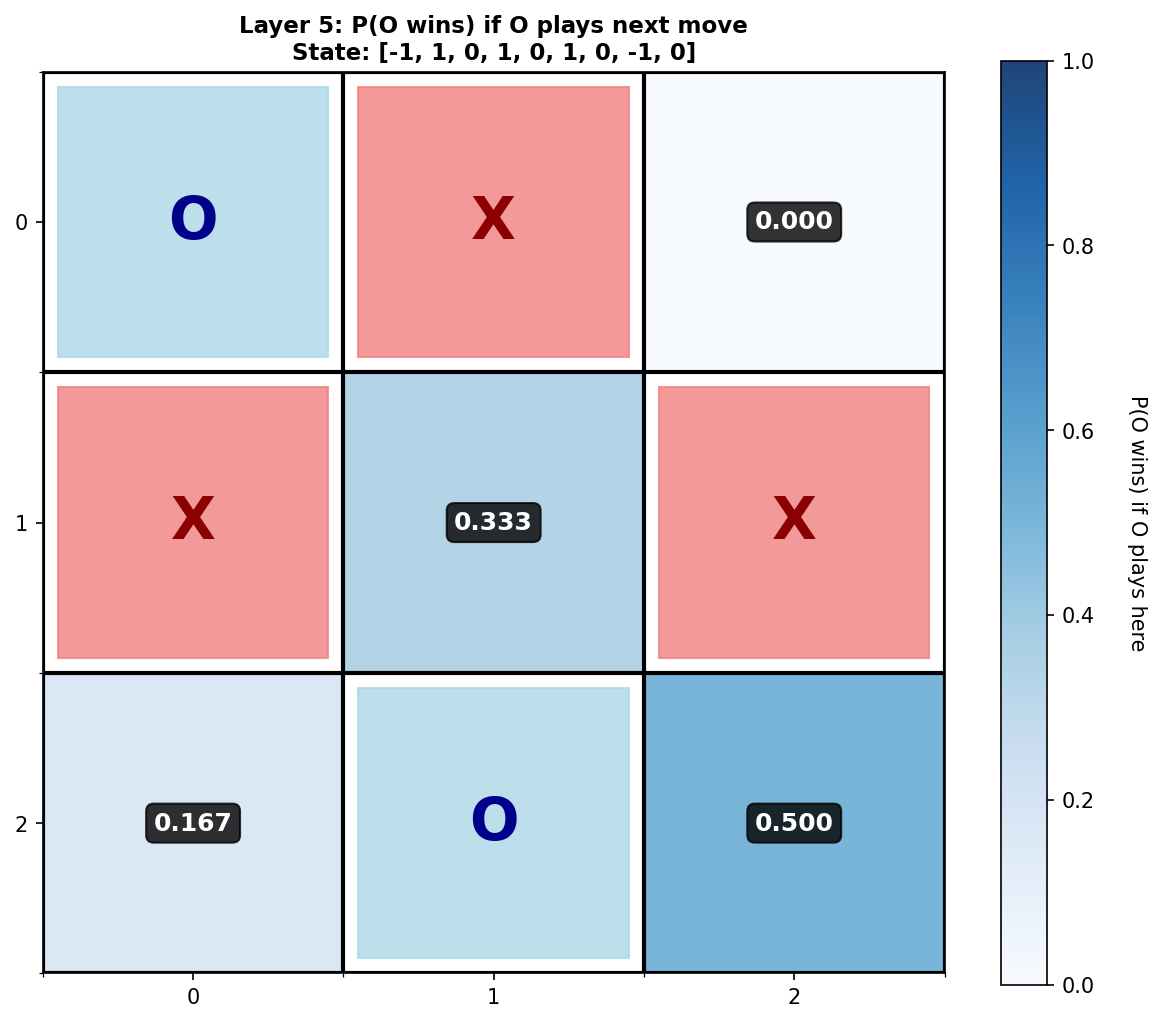 Layer 5: P(O wins) if O plays next move
State: [-1, 1, 0, 1, 0, 1, 0, -1, 0]
O
X
0.000
X
0.333
X
0.167
O
0.500
0
1
2
0
1
2
1.0
0.8
0.6
0.4
0.2
0.0
P(O wins) if O plays here